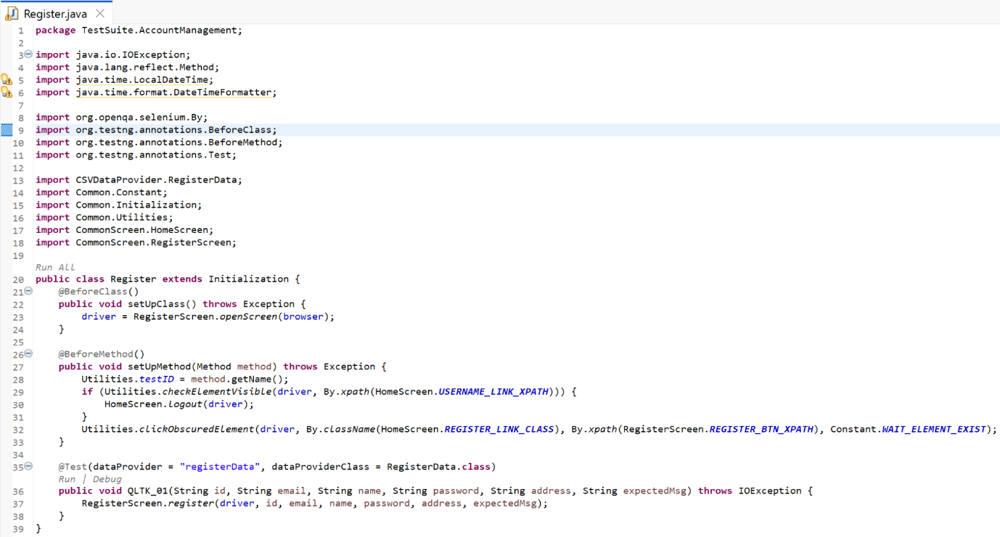 Register.java
1 package TestSuite.AccountManagement;
2
3 import java.io.IOException;
4 import java.lang.reflect.Method;
5 import java.time.LocalDateTime;
6 import java.time.format.DateTimeFormatter;
7
8 import org.openqa.selenium.By;
9 import org.testng.annotations.BeforeClass;
10 import org.testng.annotations.BeforeMethod;
11 import org.testng.annotations.Test;
12
13 import CSVDataProvider.RegisterData;
14 import Common.Constant;
15 import Common.Initialization;
16 import Common.Utilities;
17 import CommonScreen.HomeScreen;
18 import CommonScreen.RegisterScreen;
19
Run All
20 public class Register extends Initialization {
21     @BeforeClass()
22     public void setUpClass() throws Exception {
23         driver = RegisterScreen.openScreen(browser);
24     }
25
26     @BeforeMethod()
27     public void setUpMethod(Method method) throws Exception {
28         Utilities.testID = method.getName();
29         if (Utilities.checkElementVisible(driver, By.xpath(HomeScreen.USERNAME_LINK_XPATH))) {
30             HomeScreen.logout(driver);
31         }
32         Utilities.clickObscuredElement(driver, By.className(HomeScreen.REGISTER_LINK_CLASS), By.xpath(RegisterScreen.REGISTER_BTN_XPATH), Constant.WAIT_ELEMENT_EXIST);
33     }
34
35     @Test(dataProvider = "registerData", dataProviderClass = RegisterData.class)
Run | Debug
36     public void QLTK_01(String id, String email, String name, String password, String address, String expectedMsg) throws IOException {
37         RegisterScreen.register(driver, id, email, name, password, address, expectedMsg);
38     }
39 }